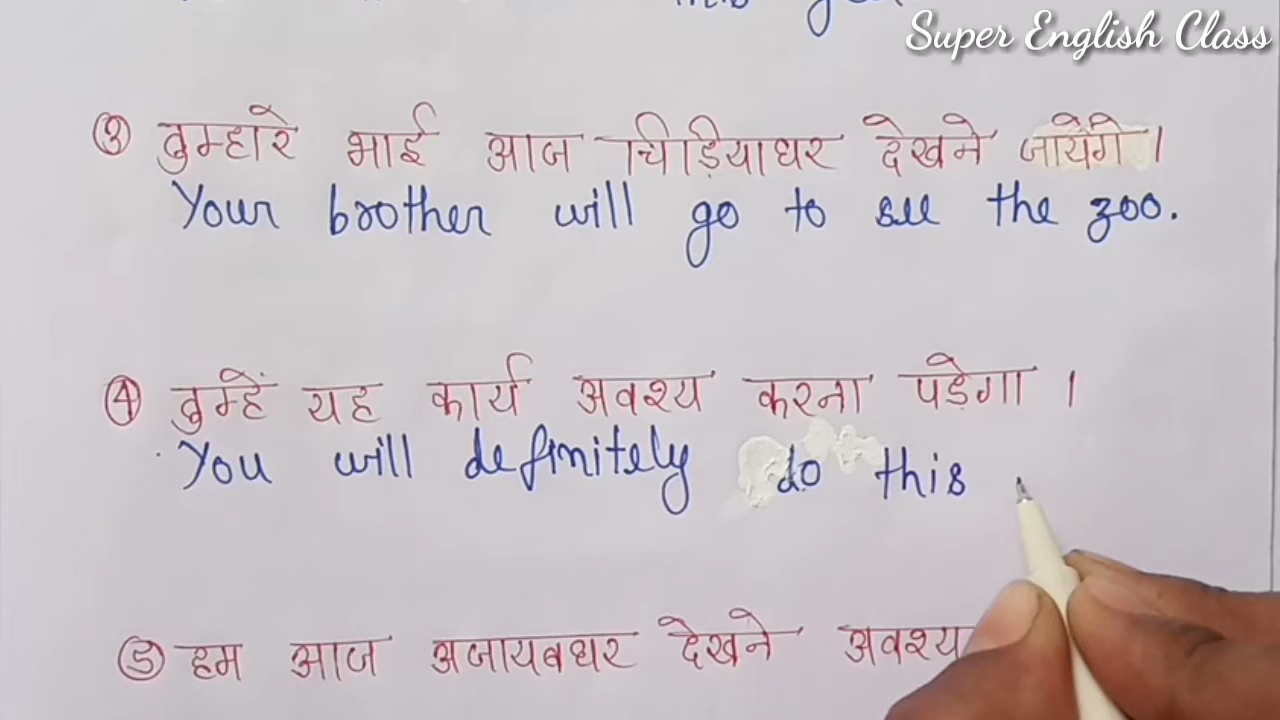 Super English Class
③ तुम्हारे भाई आज चिड़ियाघर देखने जायेंगे।
Your brother will go to see the zoo.
④ तुम्हें यह कार्य अवश्य करना पड़ेगा।
You will definitely do this
⑤ हम आज अजायबघर देखने अवश्य